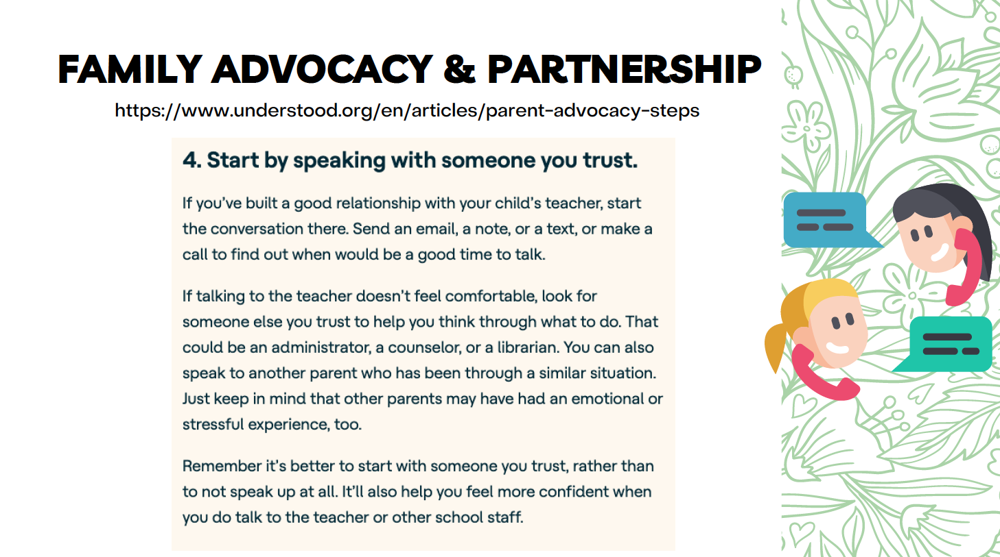 FAMILY ADVOCACY & PARTNERSHIP
https://www.understood.org/en/articles/parent-advocacy-steps
4. Start by speaking with someone you trust.
If you’ve built a good relationship with your child’s teacher, start
the conversation there. Send an email, a note, or a text, or make a
call to find out when would be a good time to talk.
If talking to the teacher doesn’t feel comfortable, look for
someone else you trust to help you think through what to do. That
could be an administrator, a counselor, or a librarian. You can also
speak to another parent who has been through a similar situation.
Just keep in mind that other parents may have had an emotional or
stressful experience, too.
Remember it’s better to start with someone you trust, rather than
to not speak up at all. It’ll also help you feel more confident when
you do talk to the teacher or other school staff.